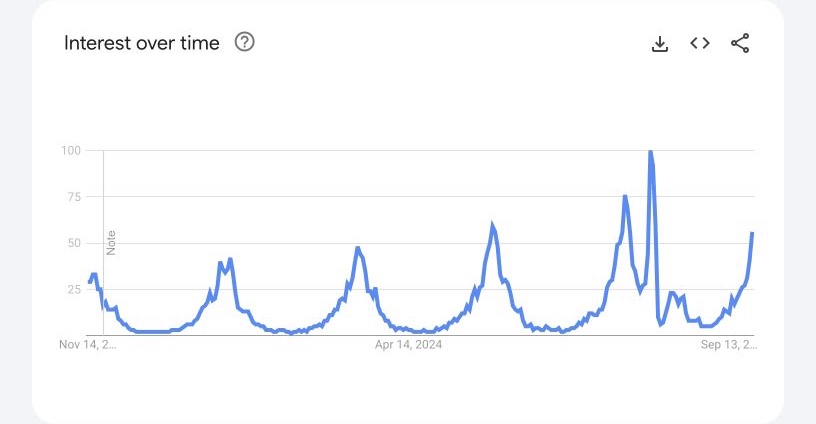 Interest over time
100
75
50
25
Note
Nov 14, 2...
Apr 14, 2024
Sep 13, 2...